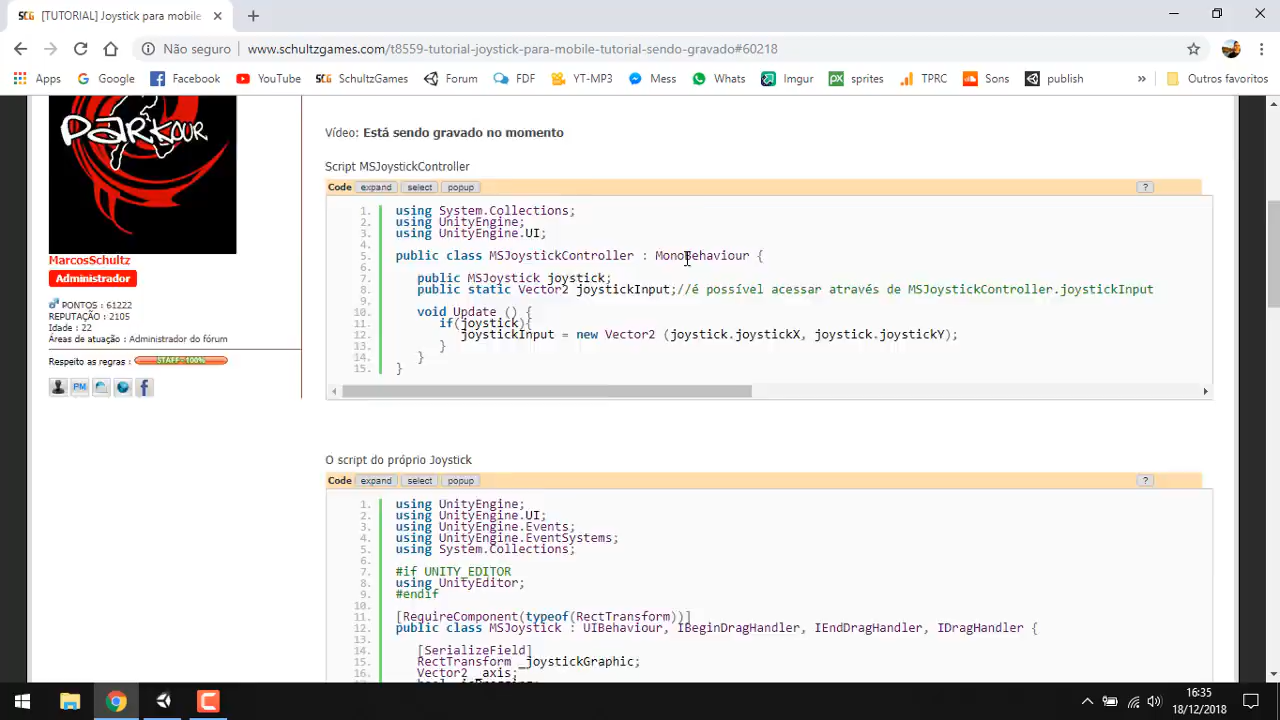 SCG [TUTORIAL] Joystick para mobile
Não seguro www.schultzgames.com/t8559-tutorial-joystick-para-mobile-tutorial-sendo-gravado#60218
Apps Google Facebook YouTube SCG SchultzGames Forum FDF YT-MP3 Mess Whats Imgur sprites TPRC Sons publish » Outros favoritos
PARKOUR
MarcosSchultz
Administrador
PONTOS : 61222
REPUTAÇÃO : 2105
Idade : 22
Áreas de atuação : Administrador do fórum
Respeito as regras : STAFF: 100%
PM
Vídeo: Está sendo gravado no momento
Script MSJoystickController
Code expand select popup ?
1. using System.Collections;
2. using UnityEngine;
3. using UnityEngine.UI;
4.
5. public class MSJoystickController : MonoBehaviour {
6.
7. public MSJoystick joystick;
8. public static Vector2 joystickInput;//é possível acessar através de MSJoystickController.joystickInput
9.
10. void Update () {
11. if(joystick){
12. joystickInput = new Vector2 (joystick.joystickX, joystick.joystickY);
13. }
14. }
15. }
O script do próprio Joystick
Code expand select popup ?
1. using UnityEngine;
2. using UnityEngine.UI;
3. using UnityEngine.Events;
4. using UnityEngine.EventSystems;
5. using System.Collections;
6.
7. #if UNITY_EDITOR
8. using UnityEditor;
9. #endif
10.
11. [RequireComponent(typeof(RectTransform))]
12. public class MSJoystick : UIBehaviour, IBeginDragHandler, IEndDragHandler, IDragHandler {
13.
14. [SerializeField]
15. RectTransform _joystickGraphic;
16. Vector2 _axis;
16:35
18/12/2018